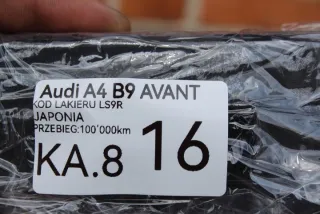 Audi A4 B9 AVANT
KOD LAKIERU LS9R
JAPONIA
PRZEBIEG:100'000km
KA.8 16